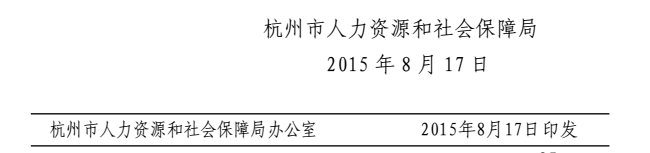 杭州市人力资源和社会保障局
2015 年 8 月 17 日
杭州市人力资源和社会保障局办公室 2015年8月17日印发